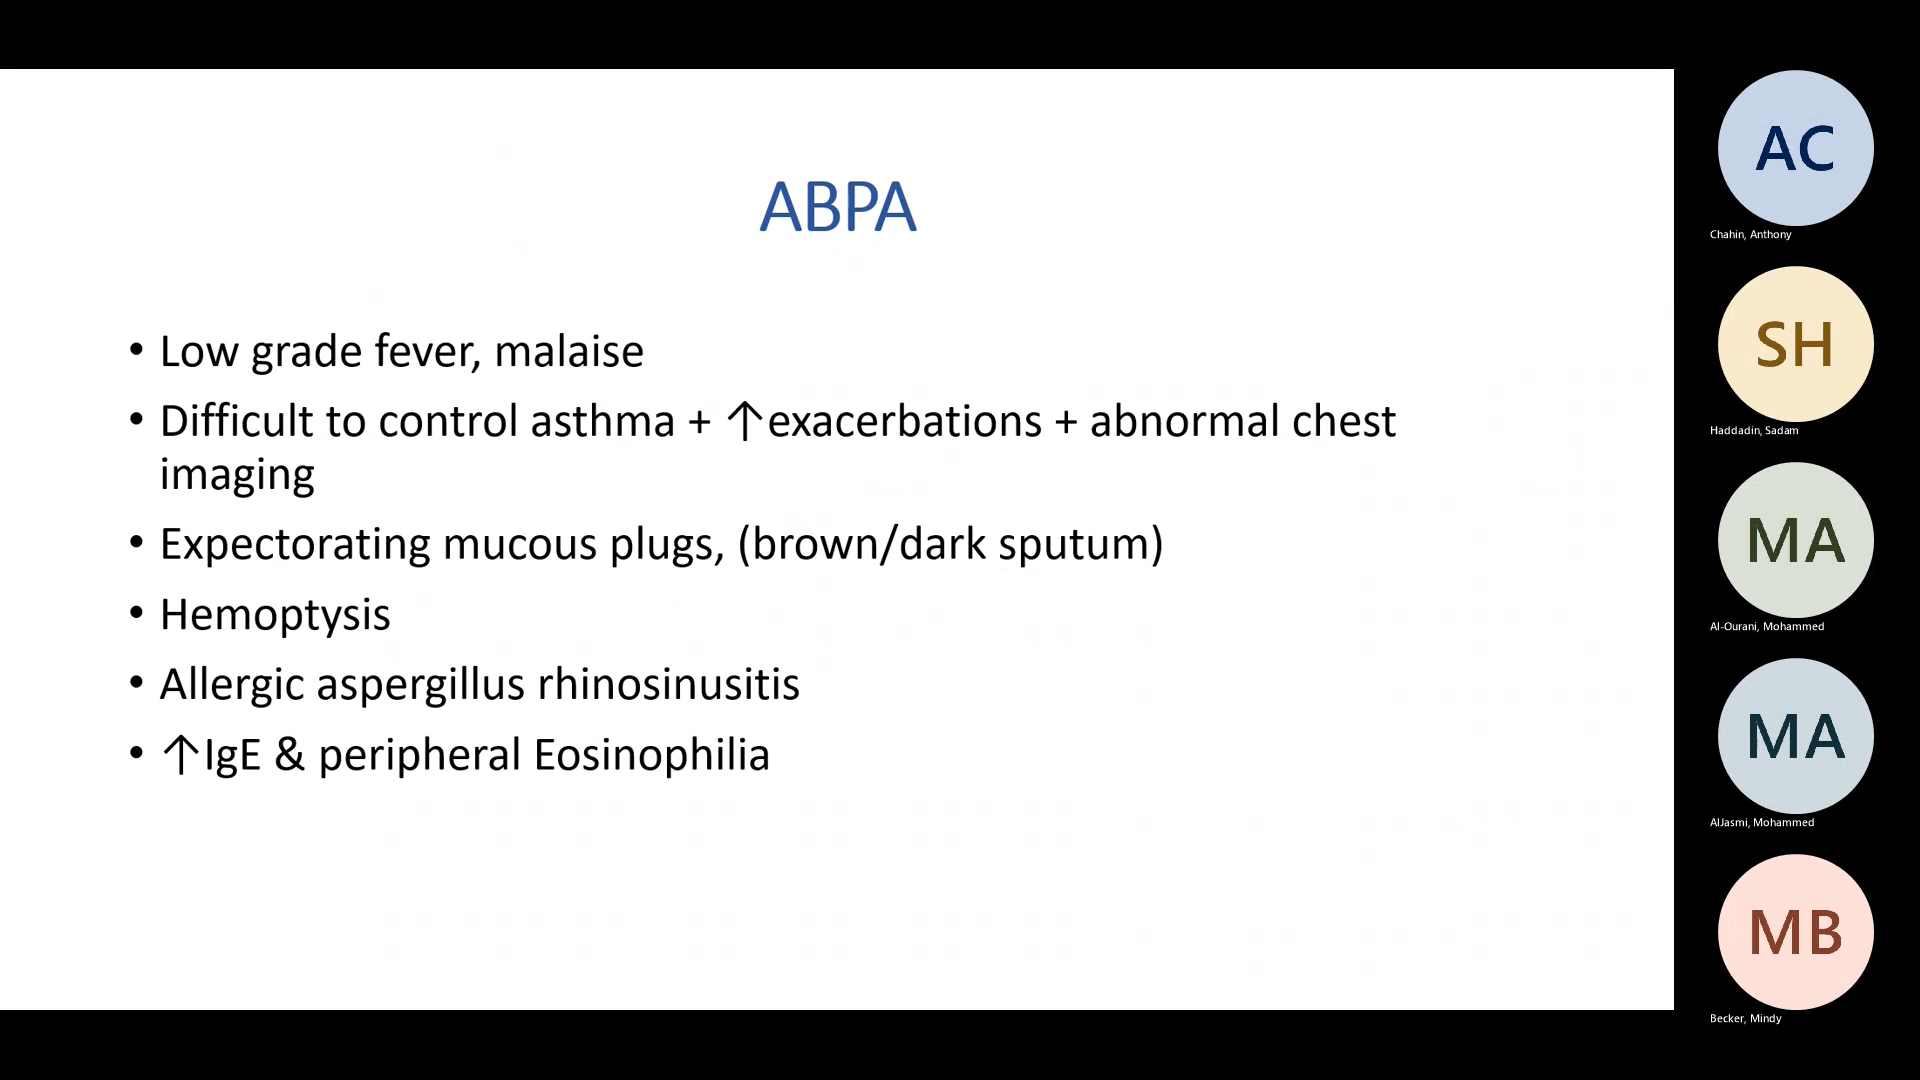 ABPA
• Low grade fever, malaise
• Difficult to control asthma + ↑exacerbations + abnormal chest
imaging
• Expectorating mucous plugs, (brown/dark sputum)
• Hemoptysis
• Allergic aspergillus rhinosinusitis
• ↑IgE & peripheral Eosinophilia
AC
Chahin, Anthony
SH
Haddadin, Sadam
MA
Al-Ourani, Mohammed
MA
AlJasmi, Mohammed
MB
Becker, Mindy